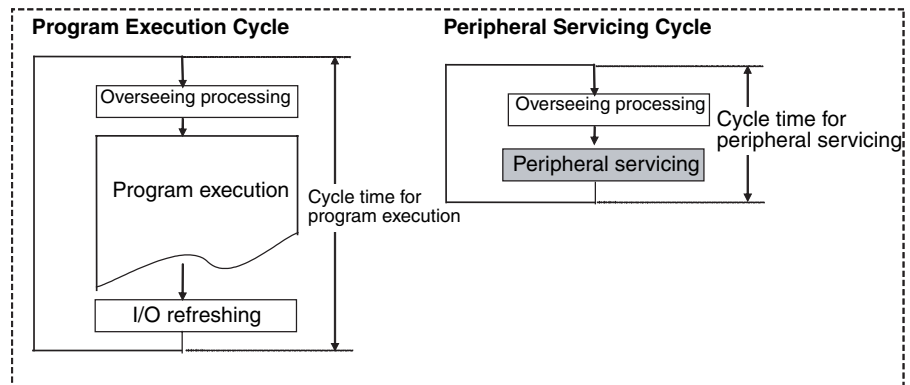 Program Execution Cycle
Overseeing processing
Program execution
Cycle time for
program execution
I/O refreshing
Peripheral Servicing Cycle
Overseeing processing
Peripheral servicing
Cycle time for
peripheral servicing